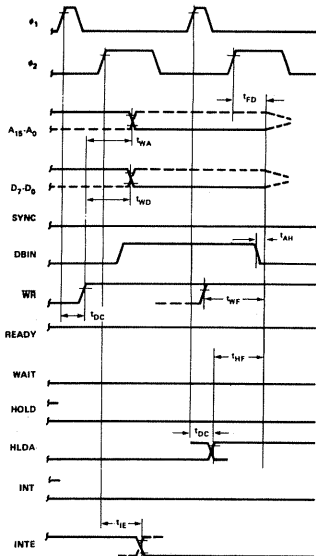 φ1
φ2
tFD
A15-A0
tWA
D7-D0
tWD
SYNC
DBIN
tAH
WR
tDC
tWF
READY
tHF
WAIT
HOLD
tDC
HLDA
INT
tIE
INTE